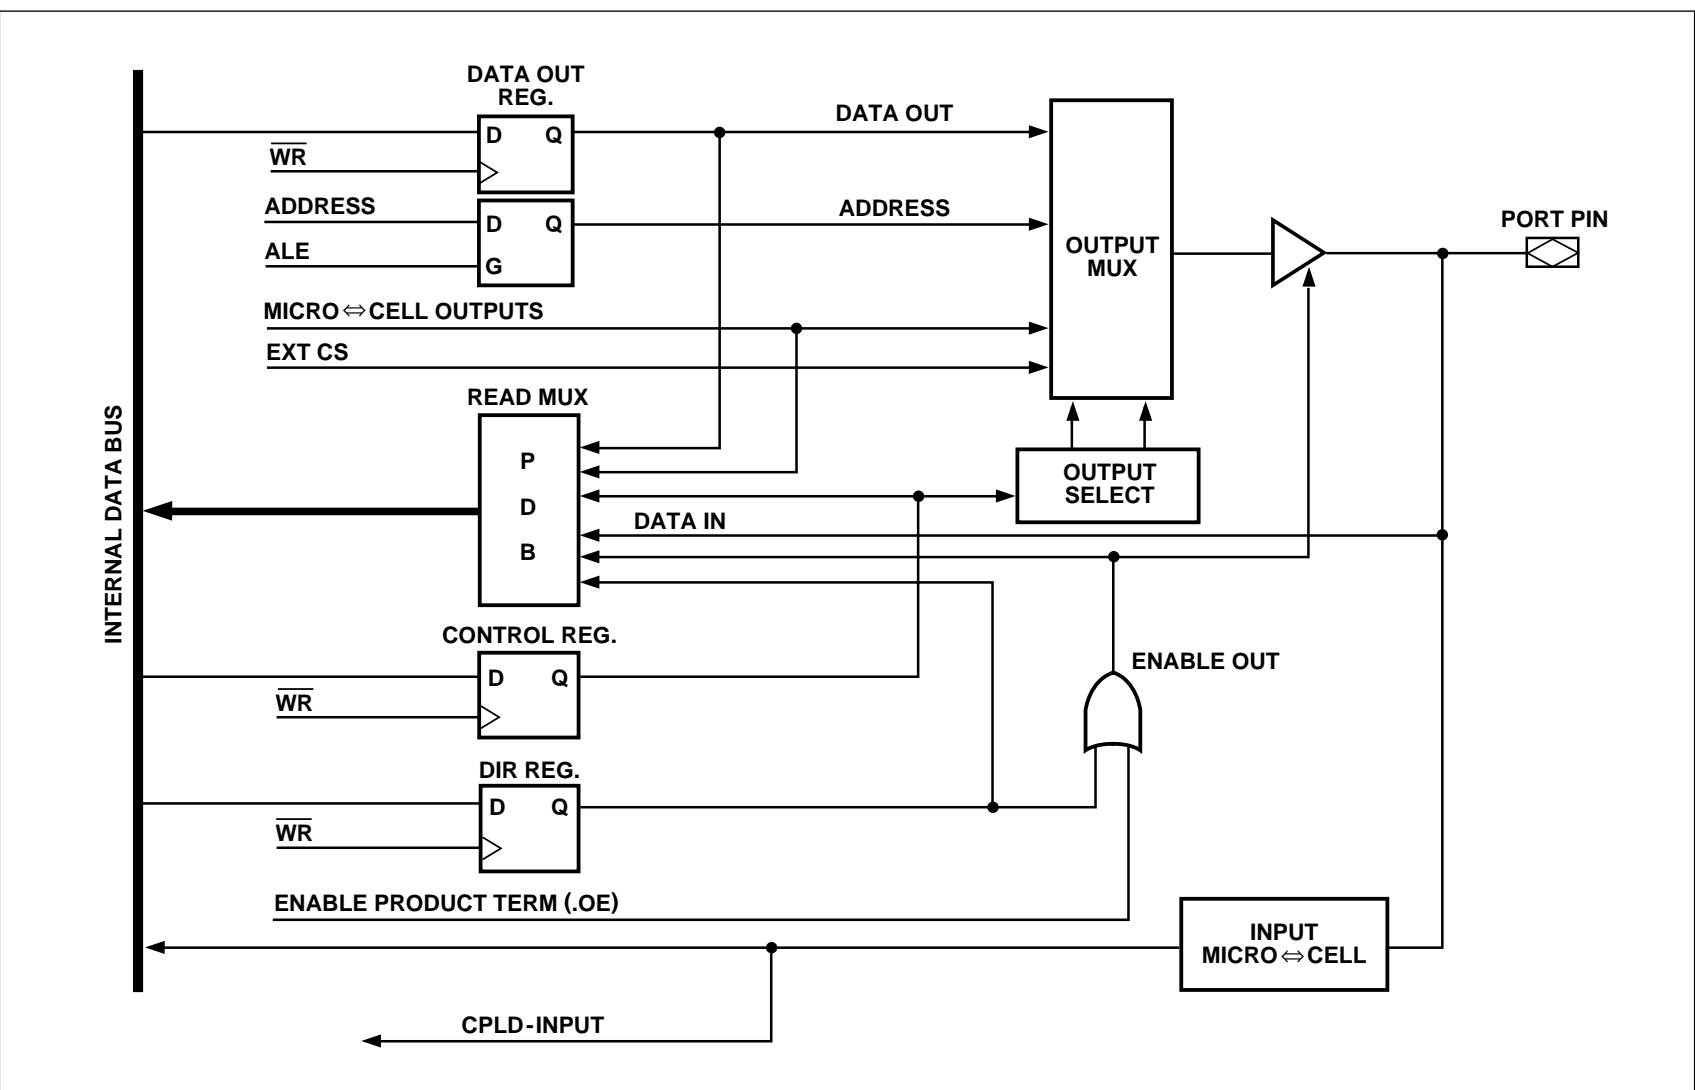 DATA OUT
REG.
D Q
WR
DATA OUT
ADDRESS
D Q
ADDRESS
ALE
G
OUTPUT
MUX
PORT PIN
MICRO⇔CELL OUTPUTS
EXT CS
READ MUX
P
D
B
OUTPUT
SELECT
DATA IN
INTERNAL DATA BUS
CONTROL REG.
D Q
WR
ENABLE OUT
DIR REG.
D Q
WR
ENABLE PRODUCT TERM (.OE)
INPUT
MICRO⇔CELL
CPLD-INPUT